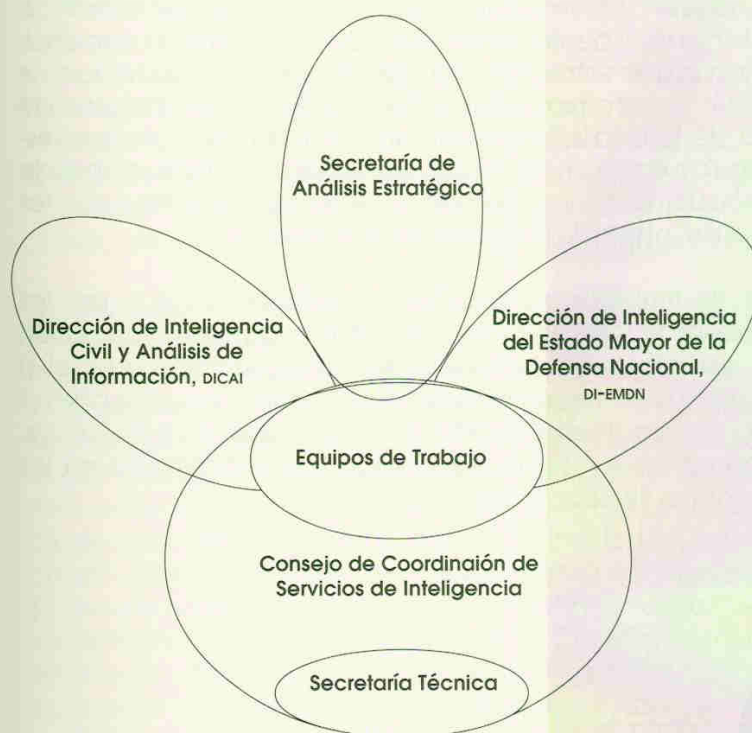 Secretaría de
Análisis Estratégico
Dirección de Inteligencia
Civil y Análisis de
Información, DICAI
Dirección de Inteligencia
del Estado Mayor de la
Defensa Nacional,
DI-EMDN
Equipos de Trabajo
Consejo de Coordinaión de
Servicios de Inteligencia
Secretaría Técnica